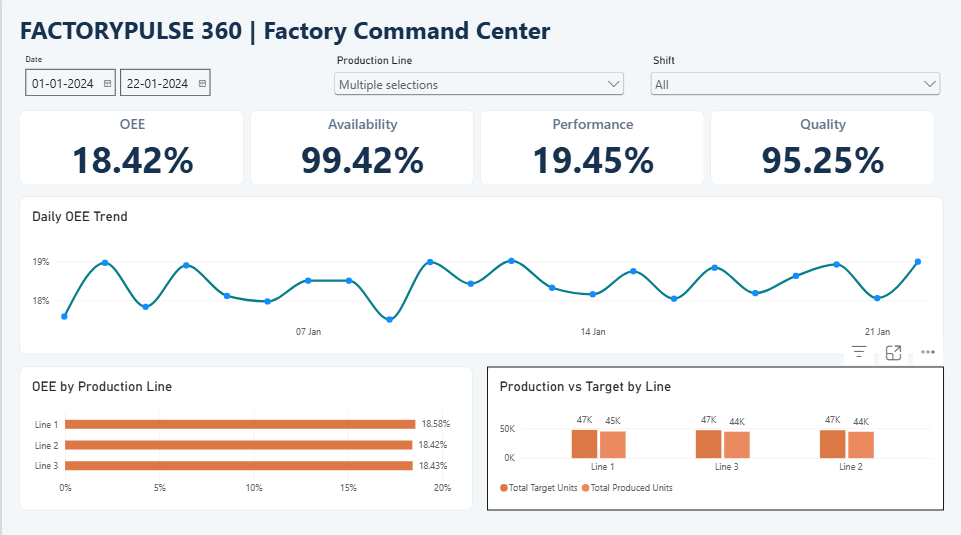 FACTORYPULSE 360 | Factory Command Center
Date
Production Line
Shift
01-01-2024
22-01-2024
Multiple selections
All
OEE
Availability
Performance
Quality
18.42%
99.42%
19.45%
95.25%
Daily OEE Trend
19%
18%
07 Jan
14 Jan
21 Jan
OEE by Production Line
Line 1
18.58%
Line 2
18.42%
Line 3
18.43%
0%
5%
10%
15%
20%
Production vs Target by Line
47K
45K
47K
44K
47K
44K
50K
0K
Line 1
Line 3
Line 2
Total Target Units
Total Produced Units